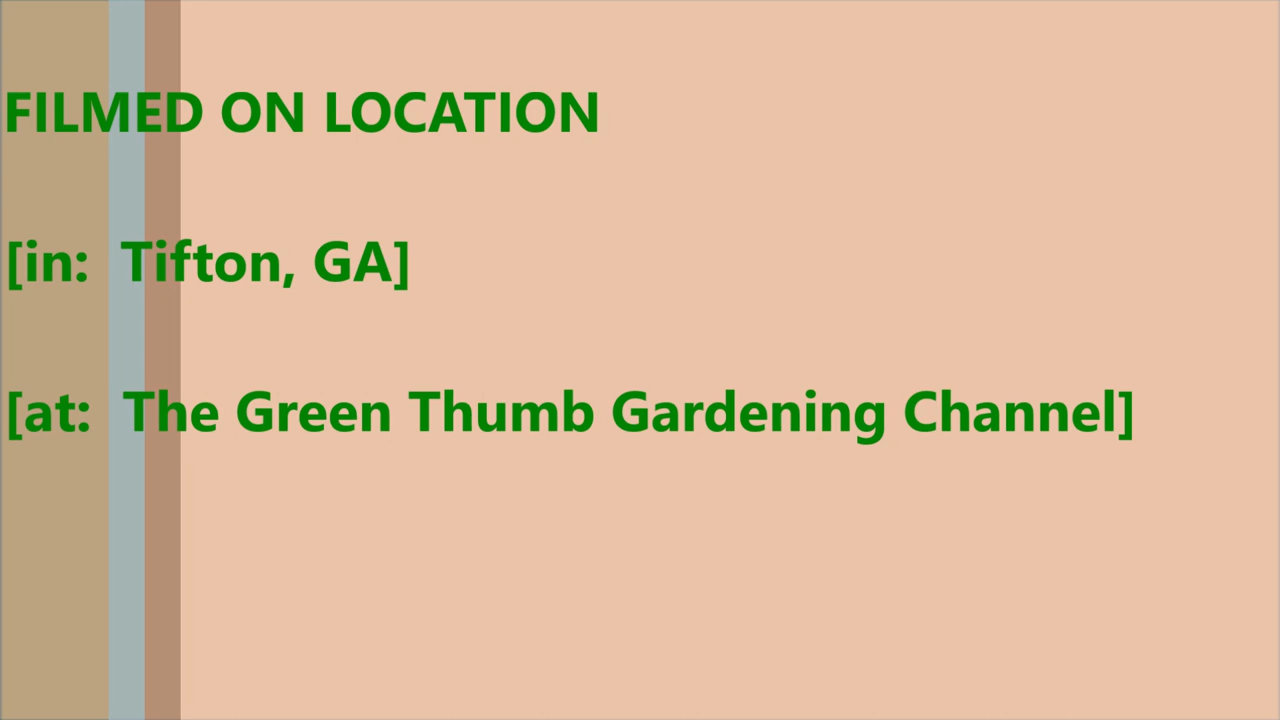 FILMED ON LOCATION
[in:  Tifton, GA]
[at:  The Green Thumb Gardening Channel]